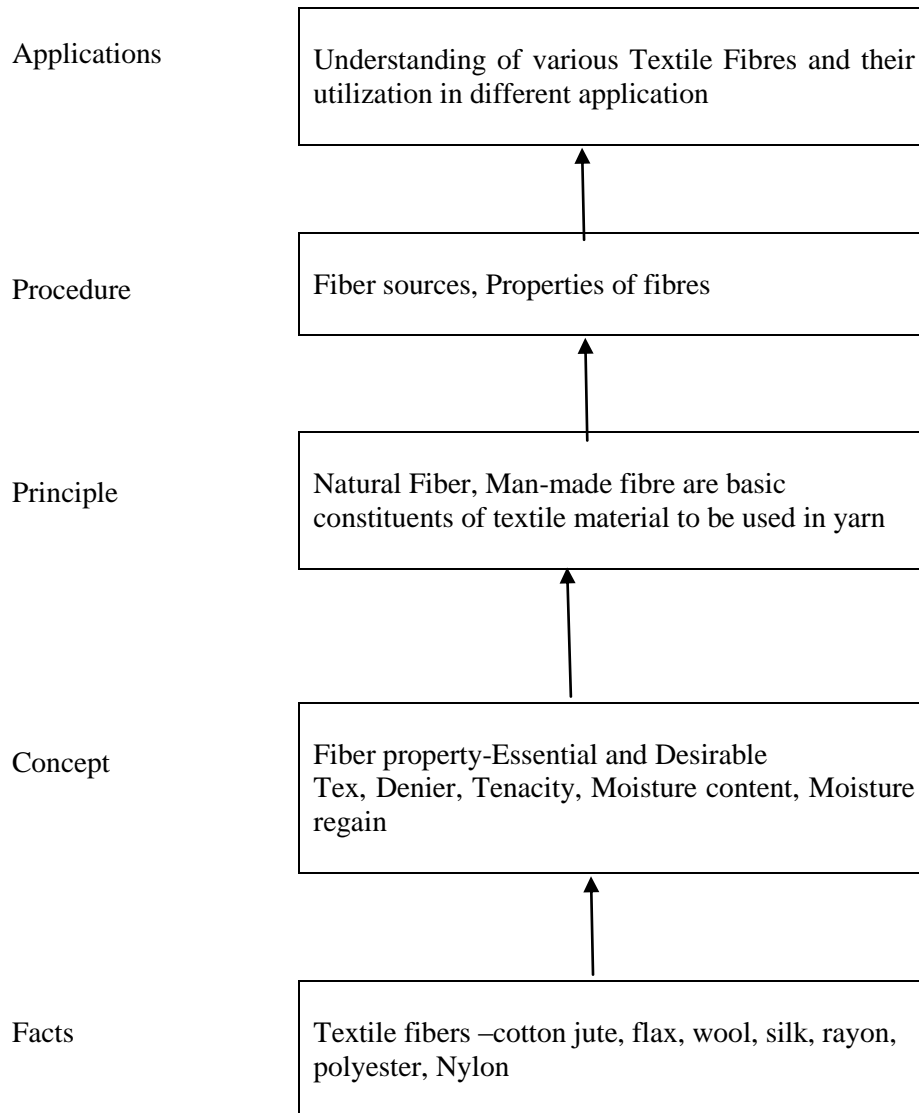 Applications
Understanding of various Textile Fibres and their
utilization in different application
Procedure
Fiber sources, Properties of fibres
Principle
Natural Fiber, Man-made fibre are basic
constituents of textile material to be used in yarn
Concept
Fiber property-Essential and Desirable
Tex, Denier, Tenacity, Moisture content, Moisture
regain
Facts
Textile fibers –cotton jute, flax, wool, silk, rayon,
polyester, Nylon